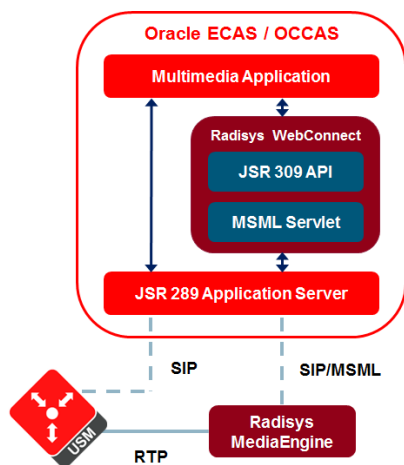 Oracle ECAS / OCCAS
Multimedia Application
Radisys WebConnect
JSR 309 API
MSML Servlet
JSR 289 Application Server
SIP
SIP/MSML
USM
RTP
Radisys
MediaEngine